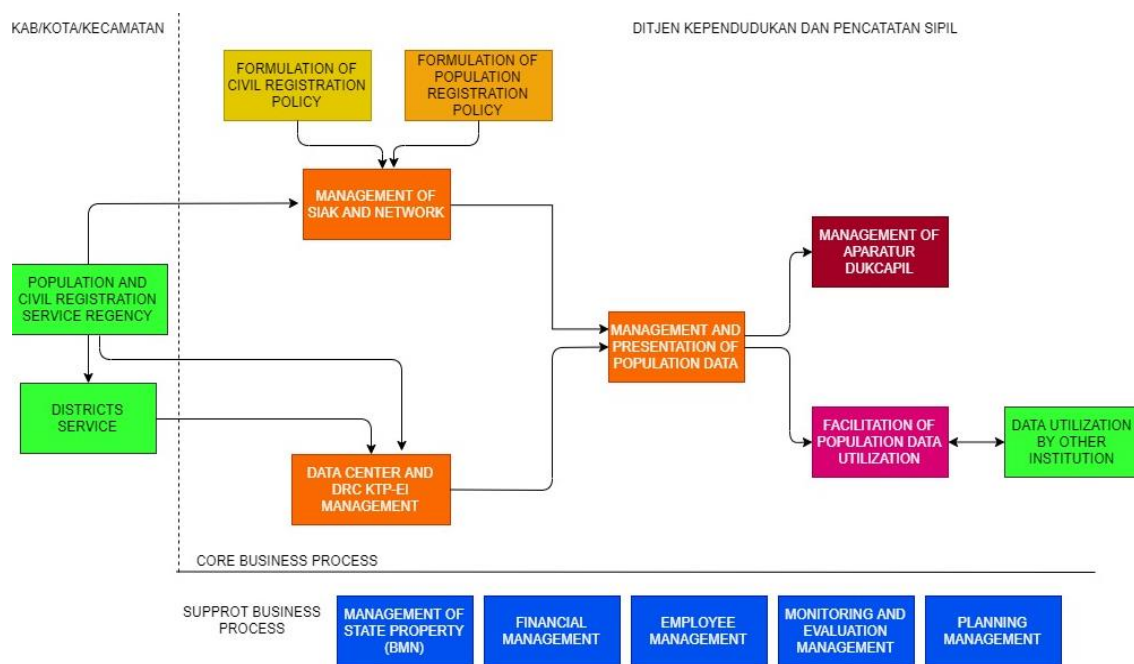 KAB/KOTA/KECAMATAN
DITJEN KEPENDUDUKAN DAN PENCATATAN SIPIL
FORMULATION OF
CIVIL REGISTRATION
POLICY
FORMULATION OF
POPULATION
REGISTRATION
POLICY
MANAGEMENT OF
SIAK AND NETWORK
MANAGEMENT OF
APARATUR
DUKCAPIL
POPULATION AND
CIVIL REGISTRATION
SERVICE REGENCY
MANAGEMENT AND
PRESENTATION OF
POPULATION DATA
DISTRICTS
SERVICE
FACILITATION OF
POPULATION DATA
UTILIZATION
DATA UTILIZATION
BY OTHER
INSTITUTION
DATA CENTER AND
DRC KTP-El
MANAGEMENT
CORE BUSINESS PROCESS
SUPPROT BUSINESS
PROCESS
MANAGEMENT OF
STATE PROPERTY
(BMN)
FINANCIAL
MANAGEMENT
EMPLOYEE
MANAGEMENT
MONITORING AND
EVALUATION
MANAGEMENT
PLANNING
MANAGEMENT